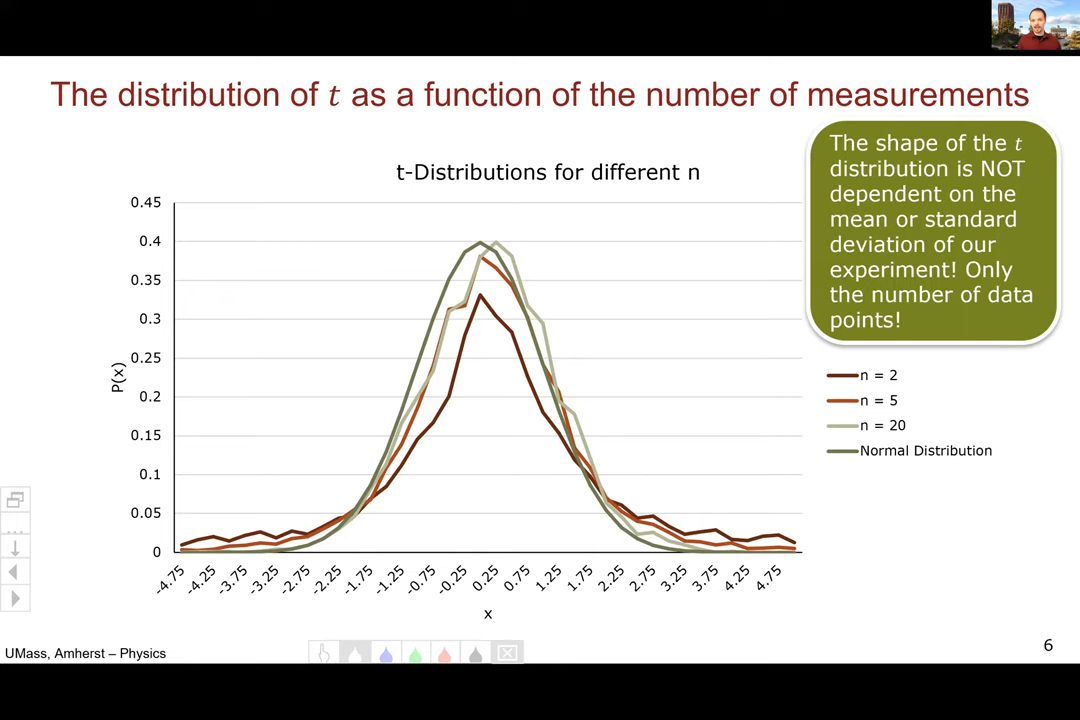 The distribution of t as a function of the number of measurements
The shape of the t
distribution is NOT
dependent on the
mean or standard
deviation of our
experiment! Only
the number of data
points!
t-Distributions for different n
0.45
0.4
0.35
0.3
0.25
0.2
0.15
0.1
0.05
0
P(x)
-4.75
-4.25
-3.75
-3.25
-2.75
-2.25
-1.75
-1.25
-0.75
-0.25
0.25
0.75
1.25
1.75
2.25
2.75
3.25
3.75
4.25
4.75
x
n = 2
n = 5
n = 20
Normal Distribution
UMass, Amherst – Physics
6